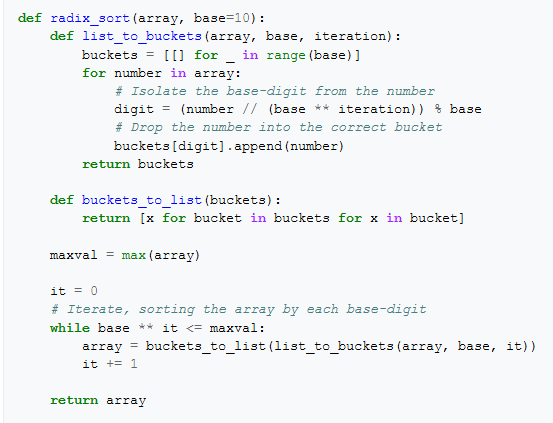 def radix_sort(array, base=10):
    def list_to_buckets(array, base, iteration):
        buckets = [[] for _ in range(base)]
        for number in array:
            # Isolate the base-digit from the number
            digit = (number // (base ** iteration)) % base
            # Drop the number into the correct bucket
            buckets[digit].append(number)
        return buckets

    def buckets_to_list(buckets):
        return [x for bucket in buckets for x in bucket]

    maxval = max(array)

    it = 0
    # Iterate, sorting the array by each base-digit
    while base ** it <= maxval:
        array = buckets_to_list(list_to_buckets(array, base, it))
        it += 1

    return array